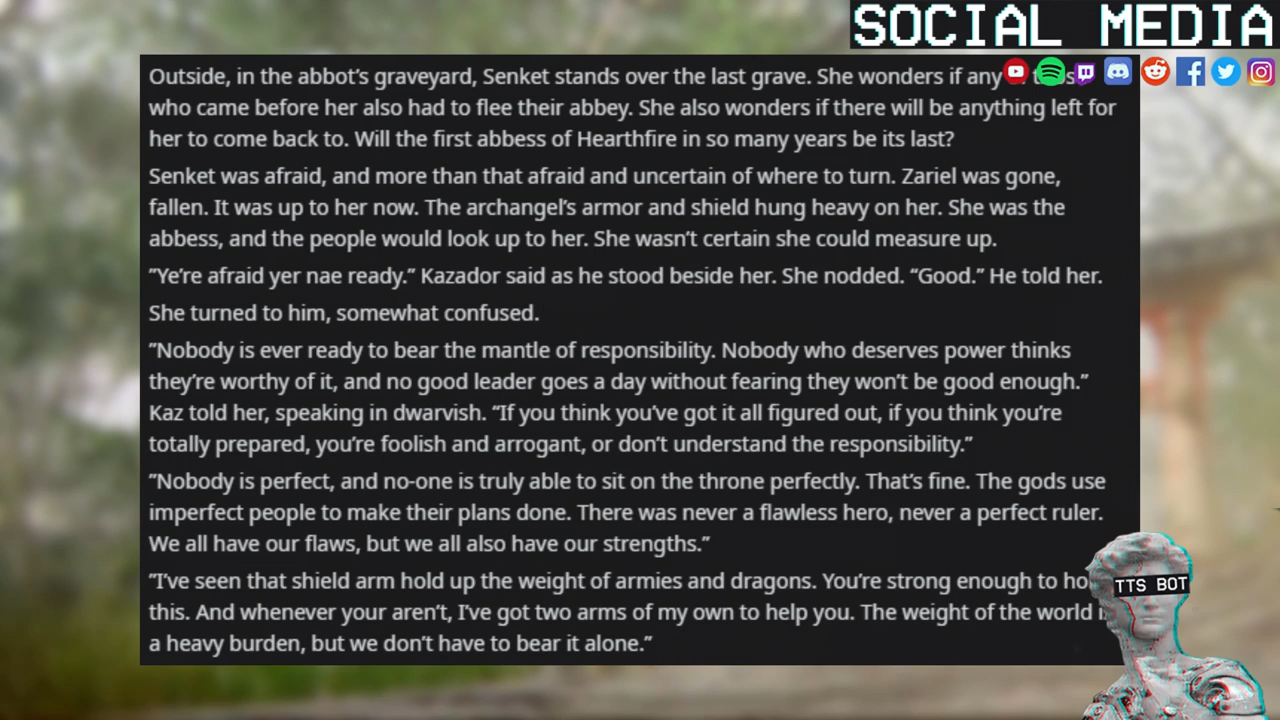 SOCIAL MEDIA
Outside, in the abbot's graveyard, Senket stands over the last grave. She wonders if any
who came before her also had to flee their abbey. She also wonders if there will be anything left for
her to come back to. Will the first abbess of Hearthfire in so many years be its last?
Senket was afraid, and more than that afraid and uncertain of where to turn. Zariel was gone,
fallen. It was up to her now. The archangel's armor and shield hung heavy on her. She was the
abbess, and the people would look up to her. She wasn't certain she could measure up.
"Ye're afraid yer nae ready." Kazador said as he stood beside her. She nodded. “Good.” He told her.
She turned to him, somewhat confused.
"Nobody is ever ready to bear the mantle of responsibility. Nobody who deserves power thinks
they're worthy of it, and no good leader goes a day without fearing they won't be good enough.”
Kaz told her, speaking in dwarvish. “If you think you've got it all figured out, if you think you're
totally prepared, you're foolish and arrogant, or don't understand the responsibility.”
"Nobody is perfect, and no-one is truly able to sit on the throne perfectly. That's fine. The gods use
imperfect people to make their plans done. There was never a flawless hero, never a perfect ruler.
We all have our flaws, but we all also have our strengths.”
"I've seen that shield arm hold up the weight of armies and dragons. You're strong enough to
this. And whenever your aren't, I've got two arms of my own to help you. The weight of the world
a heavy burden, but we don't have to bear it alone.”
TTS BOT